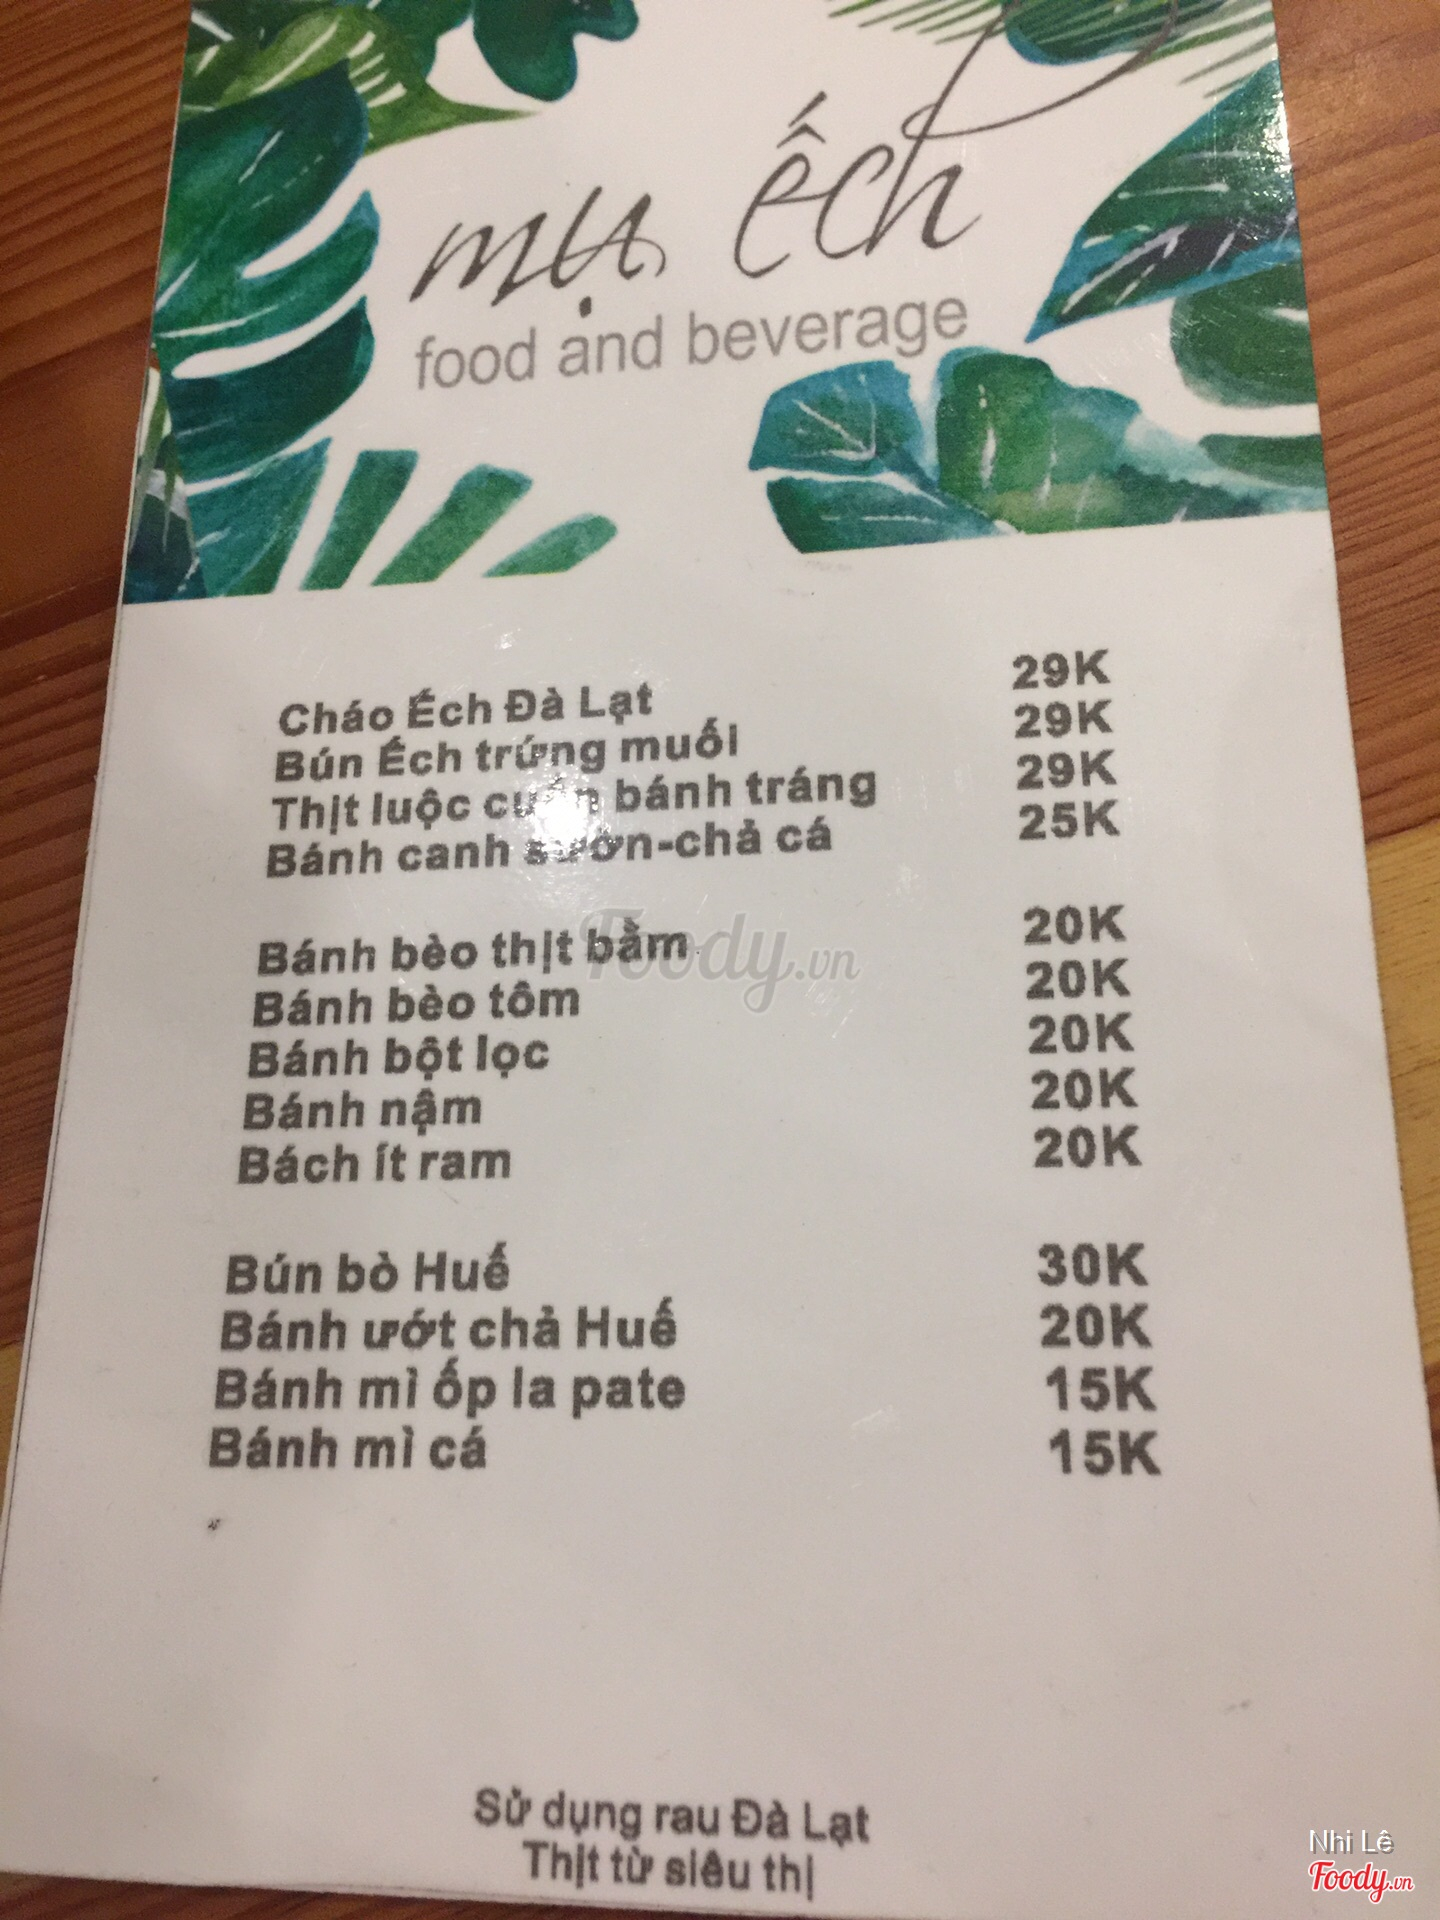 mụ ếch
food and beverage
Cháo Ếch Đà Lạt 29K
Bún Ếch trứng muối 29K
Thịt luộc cuốn bánh tráng 29K
Bánh canh sườn-chả cá 25K
Bánh bèo thịt bằm 20K
Bánh bèo tôm 20K
Bánh bột lọc 20K
Bánh nậm 20K
Bách ít ram 20K
Bún bò Huế 30K
Bánh ướt chả Huế 20K
Bánh mì ốp la pate 15K
Bánh mì cá 15K
Sử dụng rau Đà Lạt
Thịt từ siêu thị
Foody.vn
Nhi Lê
Foody.vn